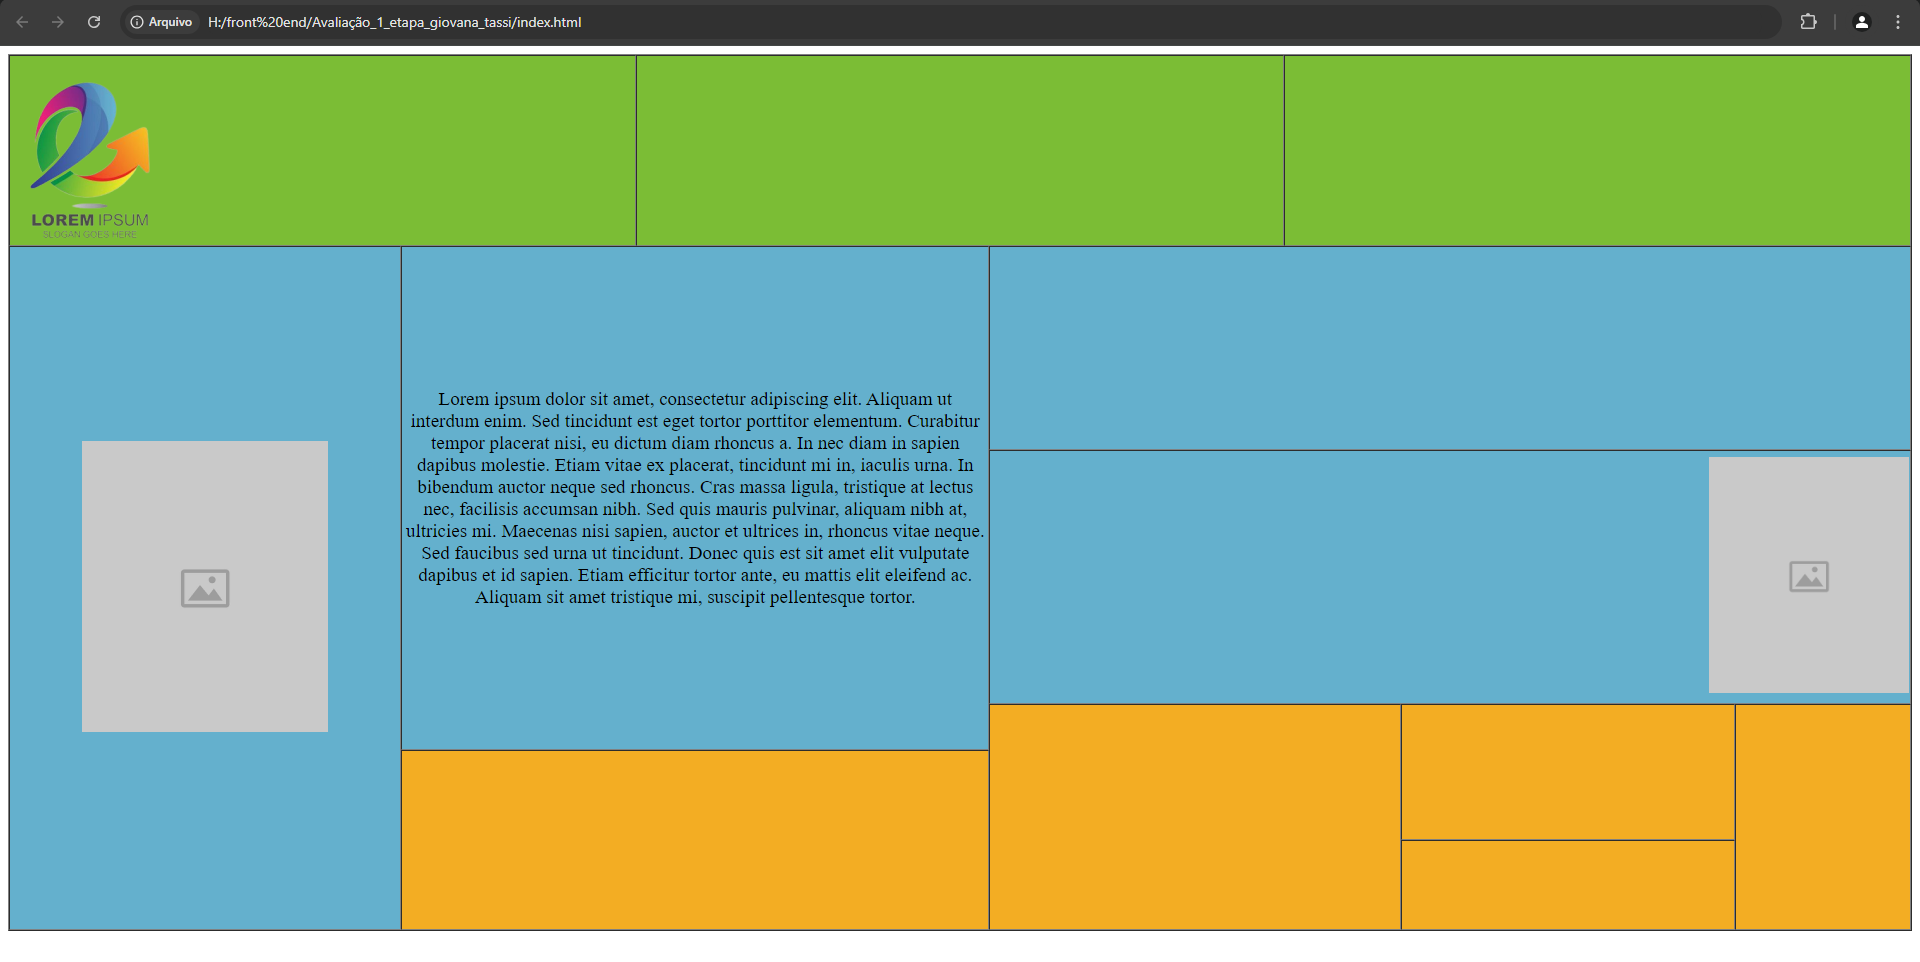 Arquivo
H:/front%20end/Avaliação_1_etapa_giovana_tassi/index.html
LOREM IPSUM
SLOGAN GOES HERE
Lorem ipsum dolor sit amet, consectetur adipiscing elit. Aliquam ut
interdum enim. Sed tincidunt est eget tortor porttitor elementum. Curabitur
tempor placerat nisi, eu dictum diam rhoncus a. In nec diam in sapien
dapibus molestie. Etiam vitae ex placerat, tincidunt mi in, iaculis urna. In
bibendum auctor neque sed rhoncus. Cras massa ligula, tristique at lectus
nec, facilisis accumsan nibh. Sed quis mauris pulvinar, aliquam nibh at,
ultricies mi. Maecenas nisi sapien, auctor et ultrices in, rhoncus vitae neque.
Sed faucibus sed urna ut tincidunt. Donec quis est sit amet elit vulputate
dapibus et id sapien. Etiam efficitur tortor ante, eu mattis elit eleifend ac.
Aliquam sit amet tristique mi, suscipit pellentesque tortor.